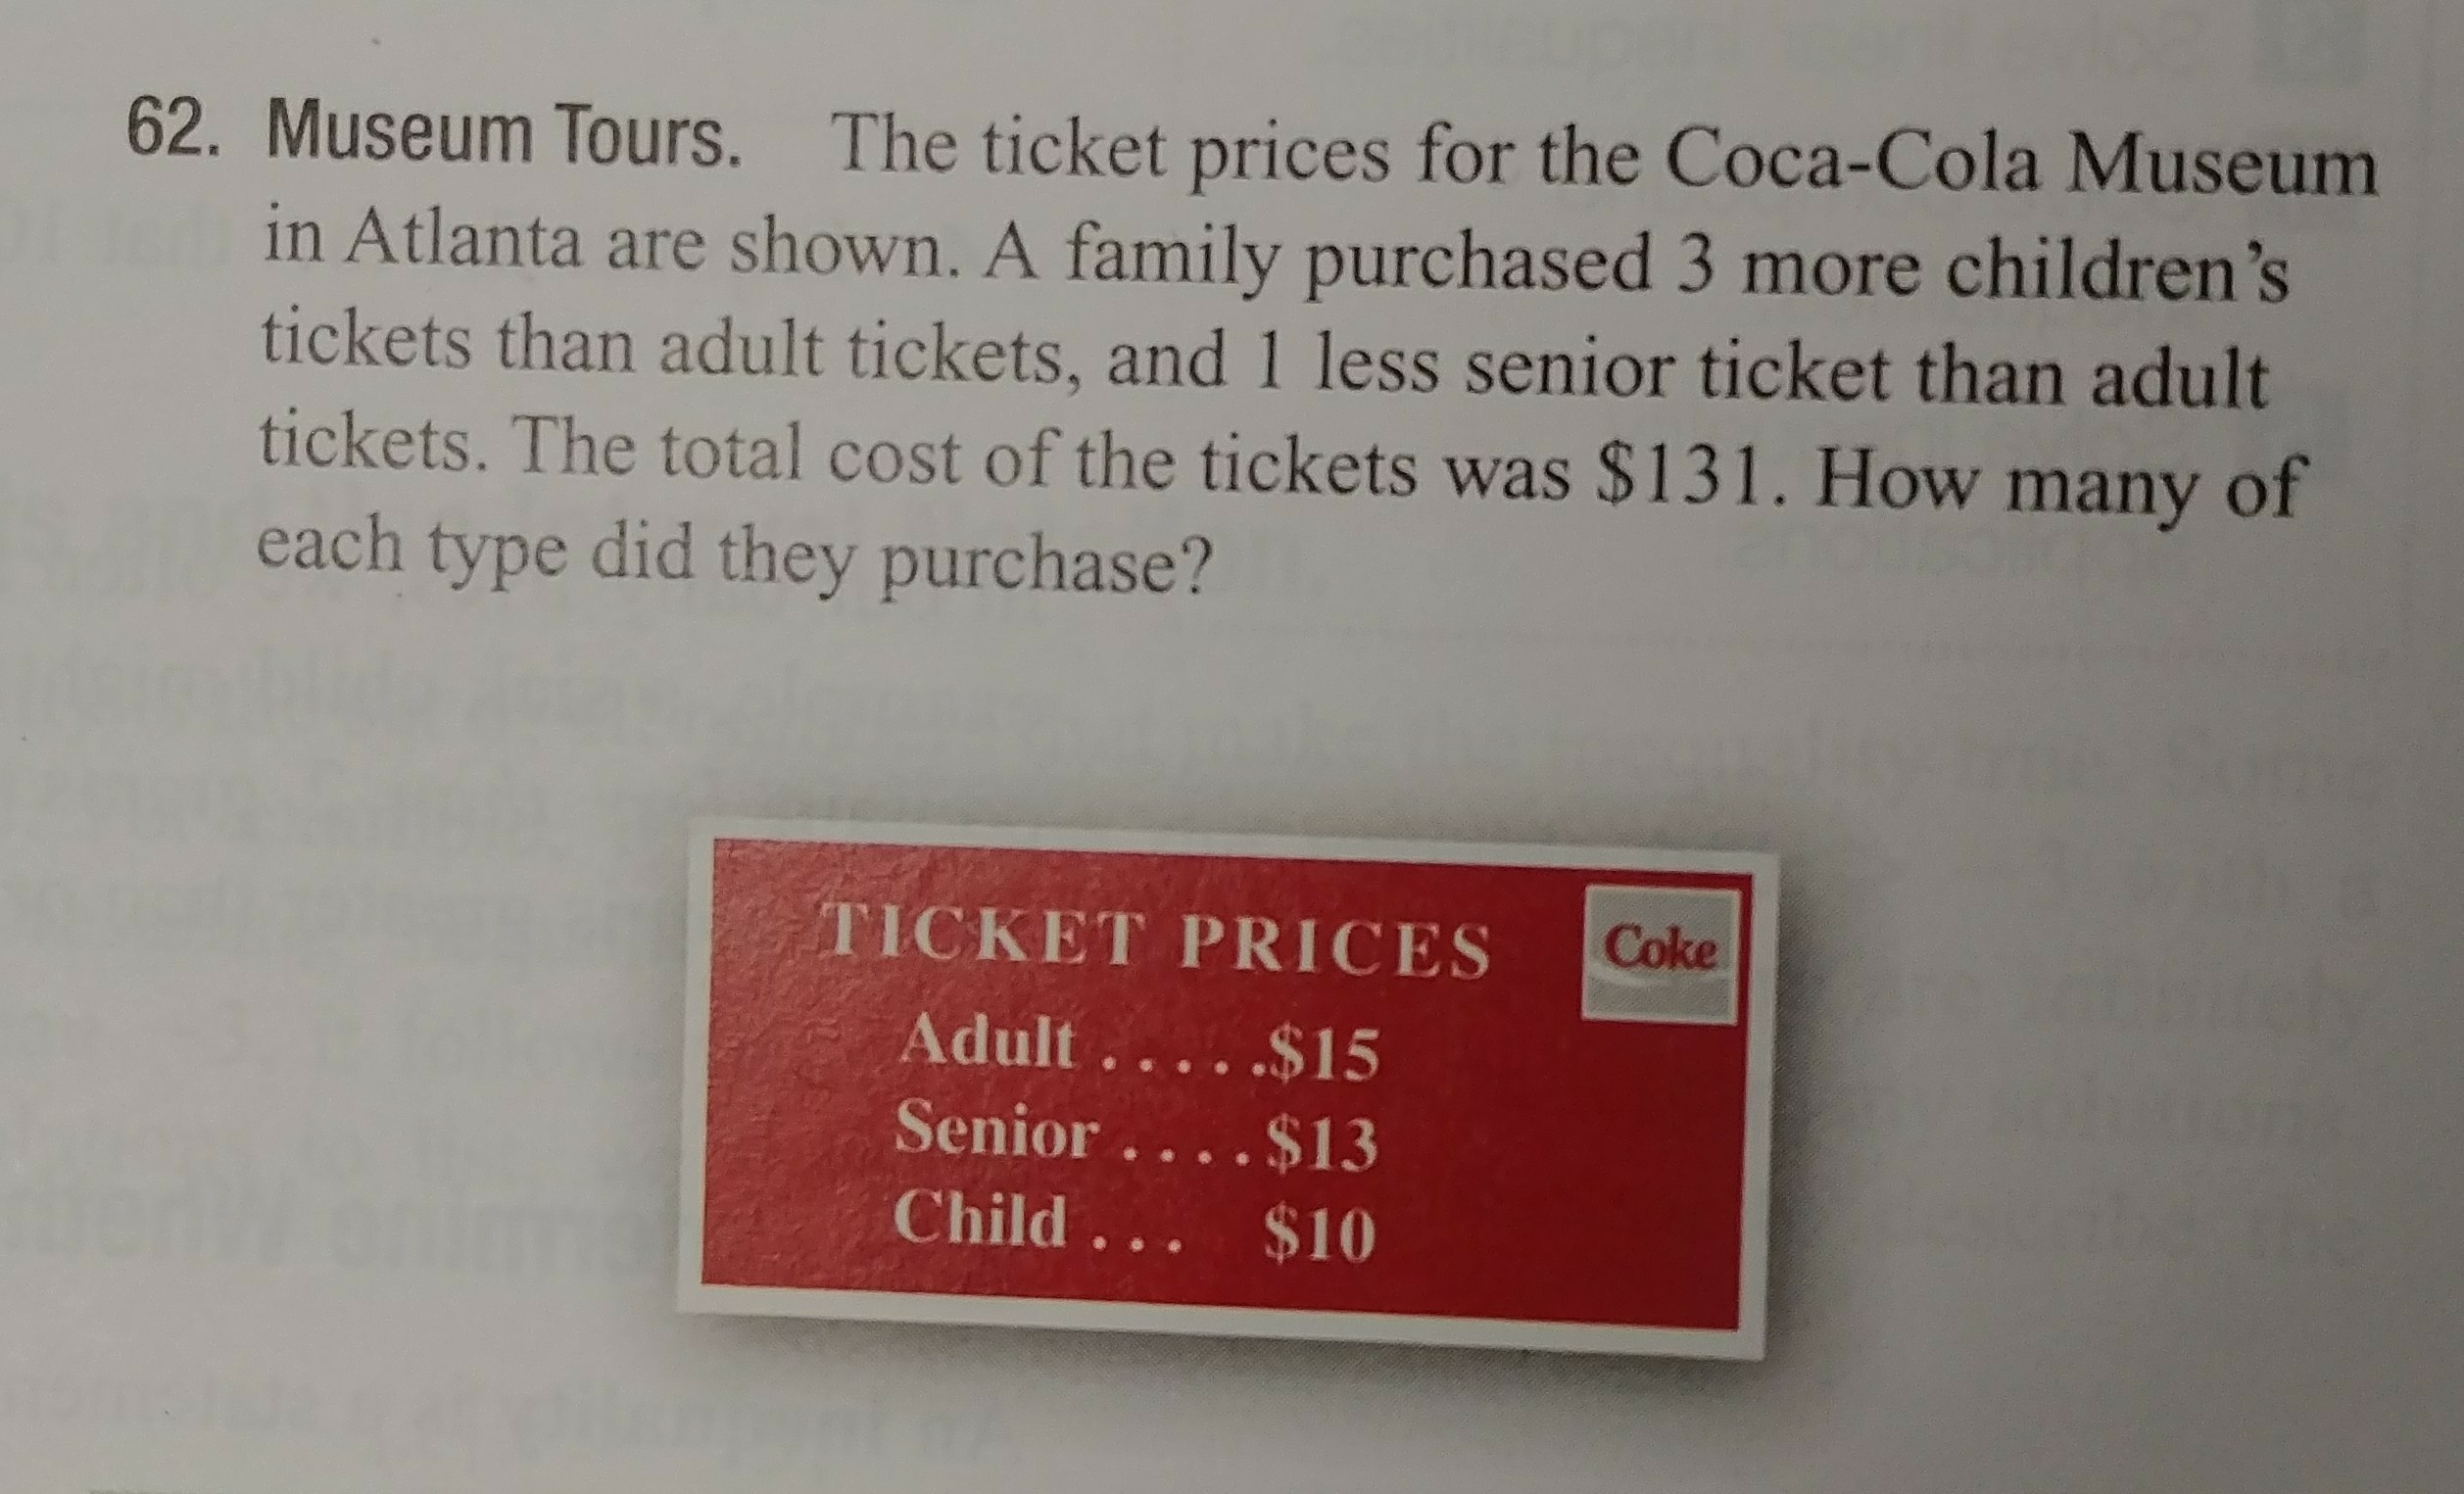 62. Museum Tours. The ticket prices for the Coca-Cola Museum
in Atlanta are shown. A family purchased 3 more children's
tickets than adult tickets, and 1 less senior ticket than adult
tickets. The total cost of the tickets was $131. How many of
each type did they purchase?
TICKET PRICES
Coke
Adult . . . . .$15
Senior . . . . $13
Child . . . $10